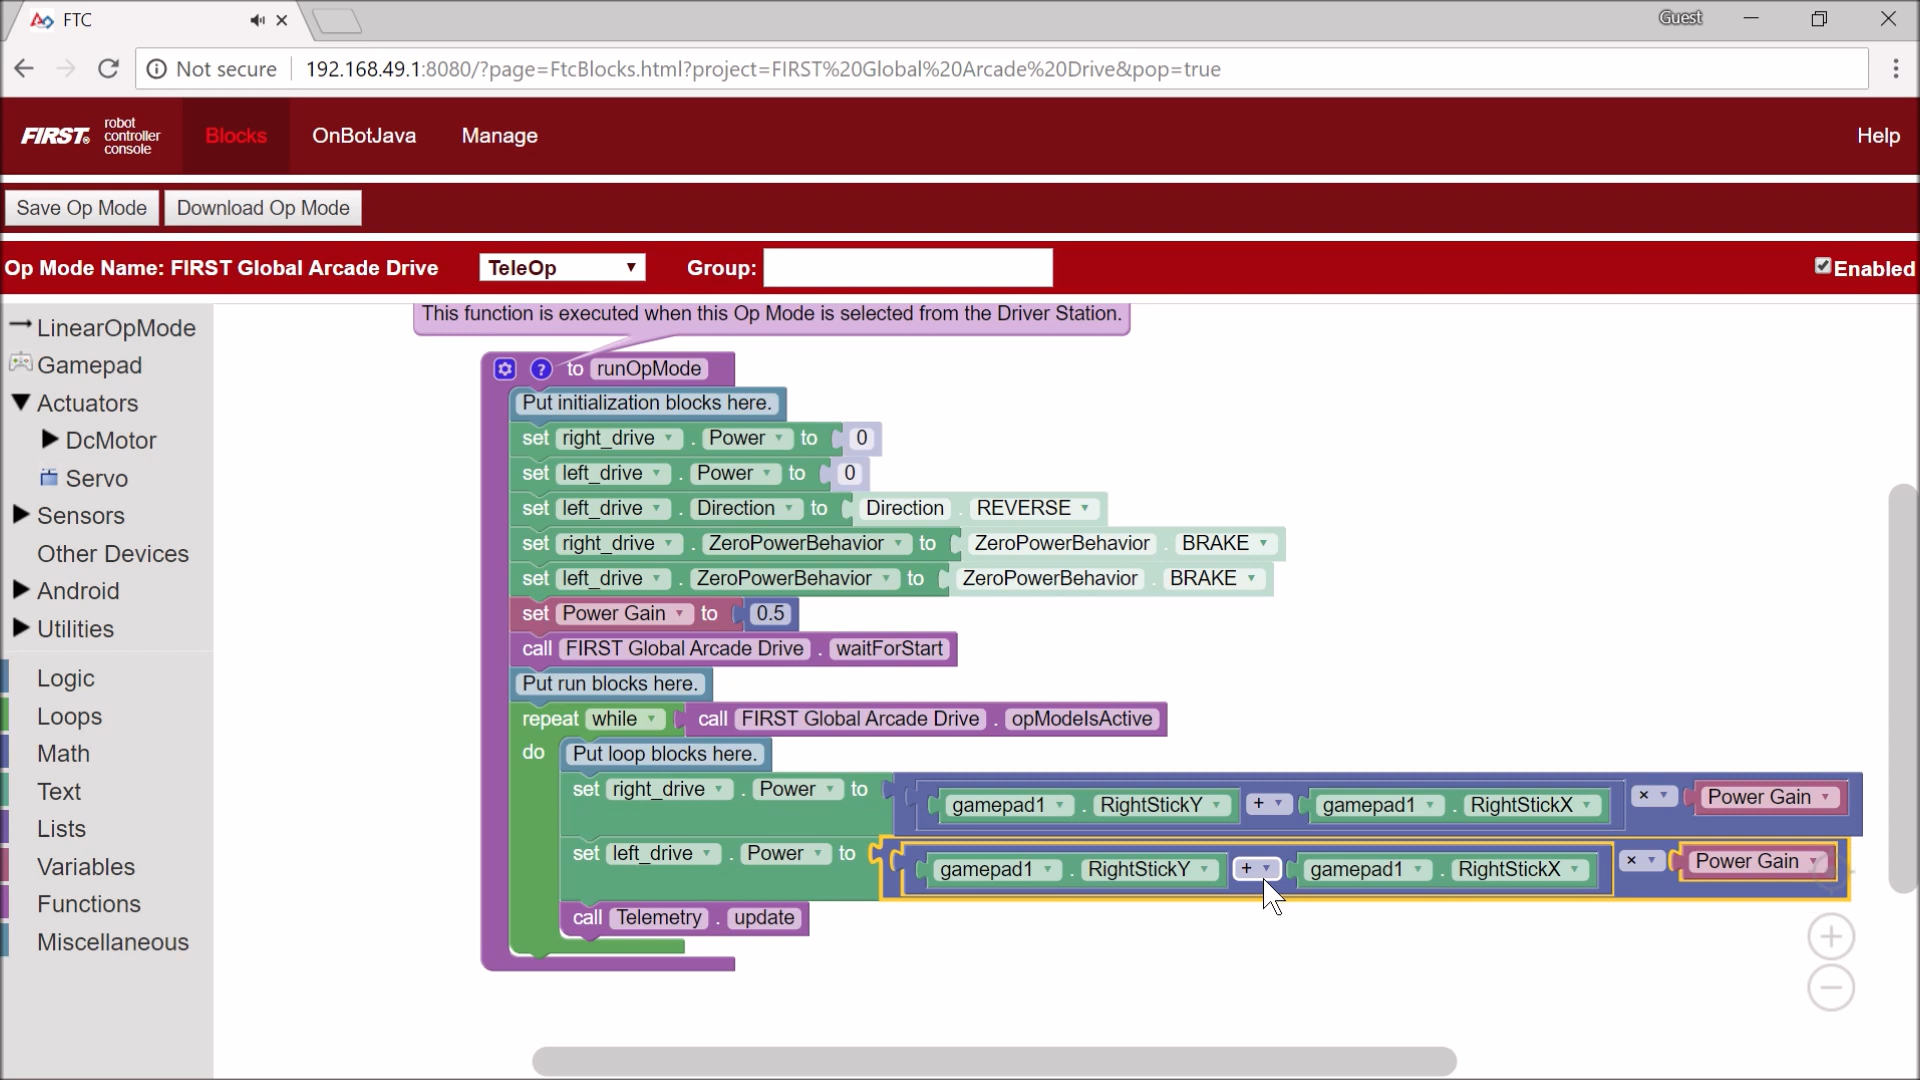 FTC
Guest
Not secure 192.168.49.1:8080/?page=FtcBlocks.html?project=FIRST%20Global%20Arcade%20Drive&pop=true
FIRST® robot controller console Blocks OnBotJava Manage Help
Save Op Mode Download Op Mode
Op Mode Name: FIRST Global Arcade Drive TeleOp Group: Enabled
LinearOpMode
Gamepad
Actuators
DcMotor
Servo
Sensors
Other Devices
Android
Utilities
Logic
Loops
Math
Text
Lists
Variables
Functions
Miscellaneous
This function is executed when this Op Mode is selected from the Driver Station.
? to runOpMode
Put initialization blocks here.
set right_drive . Power to 0
set left_drive . Power to 0
set left_drive . Direction to Direction . REVERSE
set right_drive . ZeroPowerBehavior to ZeroPowerBehavior . BRAKE
set left_drive . ZeroPowerBehavior to ZeroPowerBehavior . BRAKE
set Power Gain to 0.5
call FIRST Global Arcade Drive . waitForStart
Put run blocks here.
repeat while call FIRST Global Arcade Drive . opModeIsActive
do Put loop blocks here.
set right_drive . Power to gamepad1 . RightStickY + gamepad1 . RightStickX × Power Gain
set left_drive . Power to gamepad1 . RightStickY + gamepad1 . RightStickX × Power Gain
call Telemetry . update